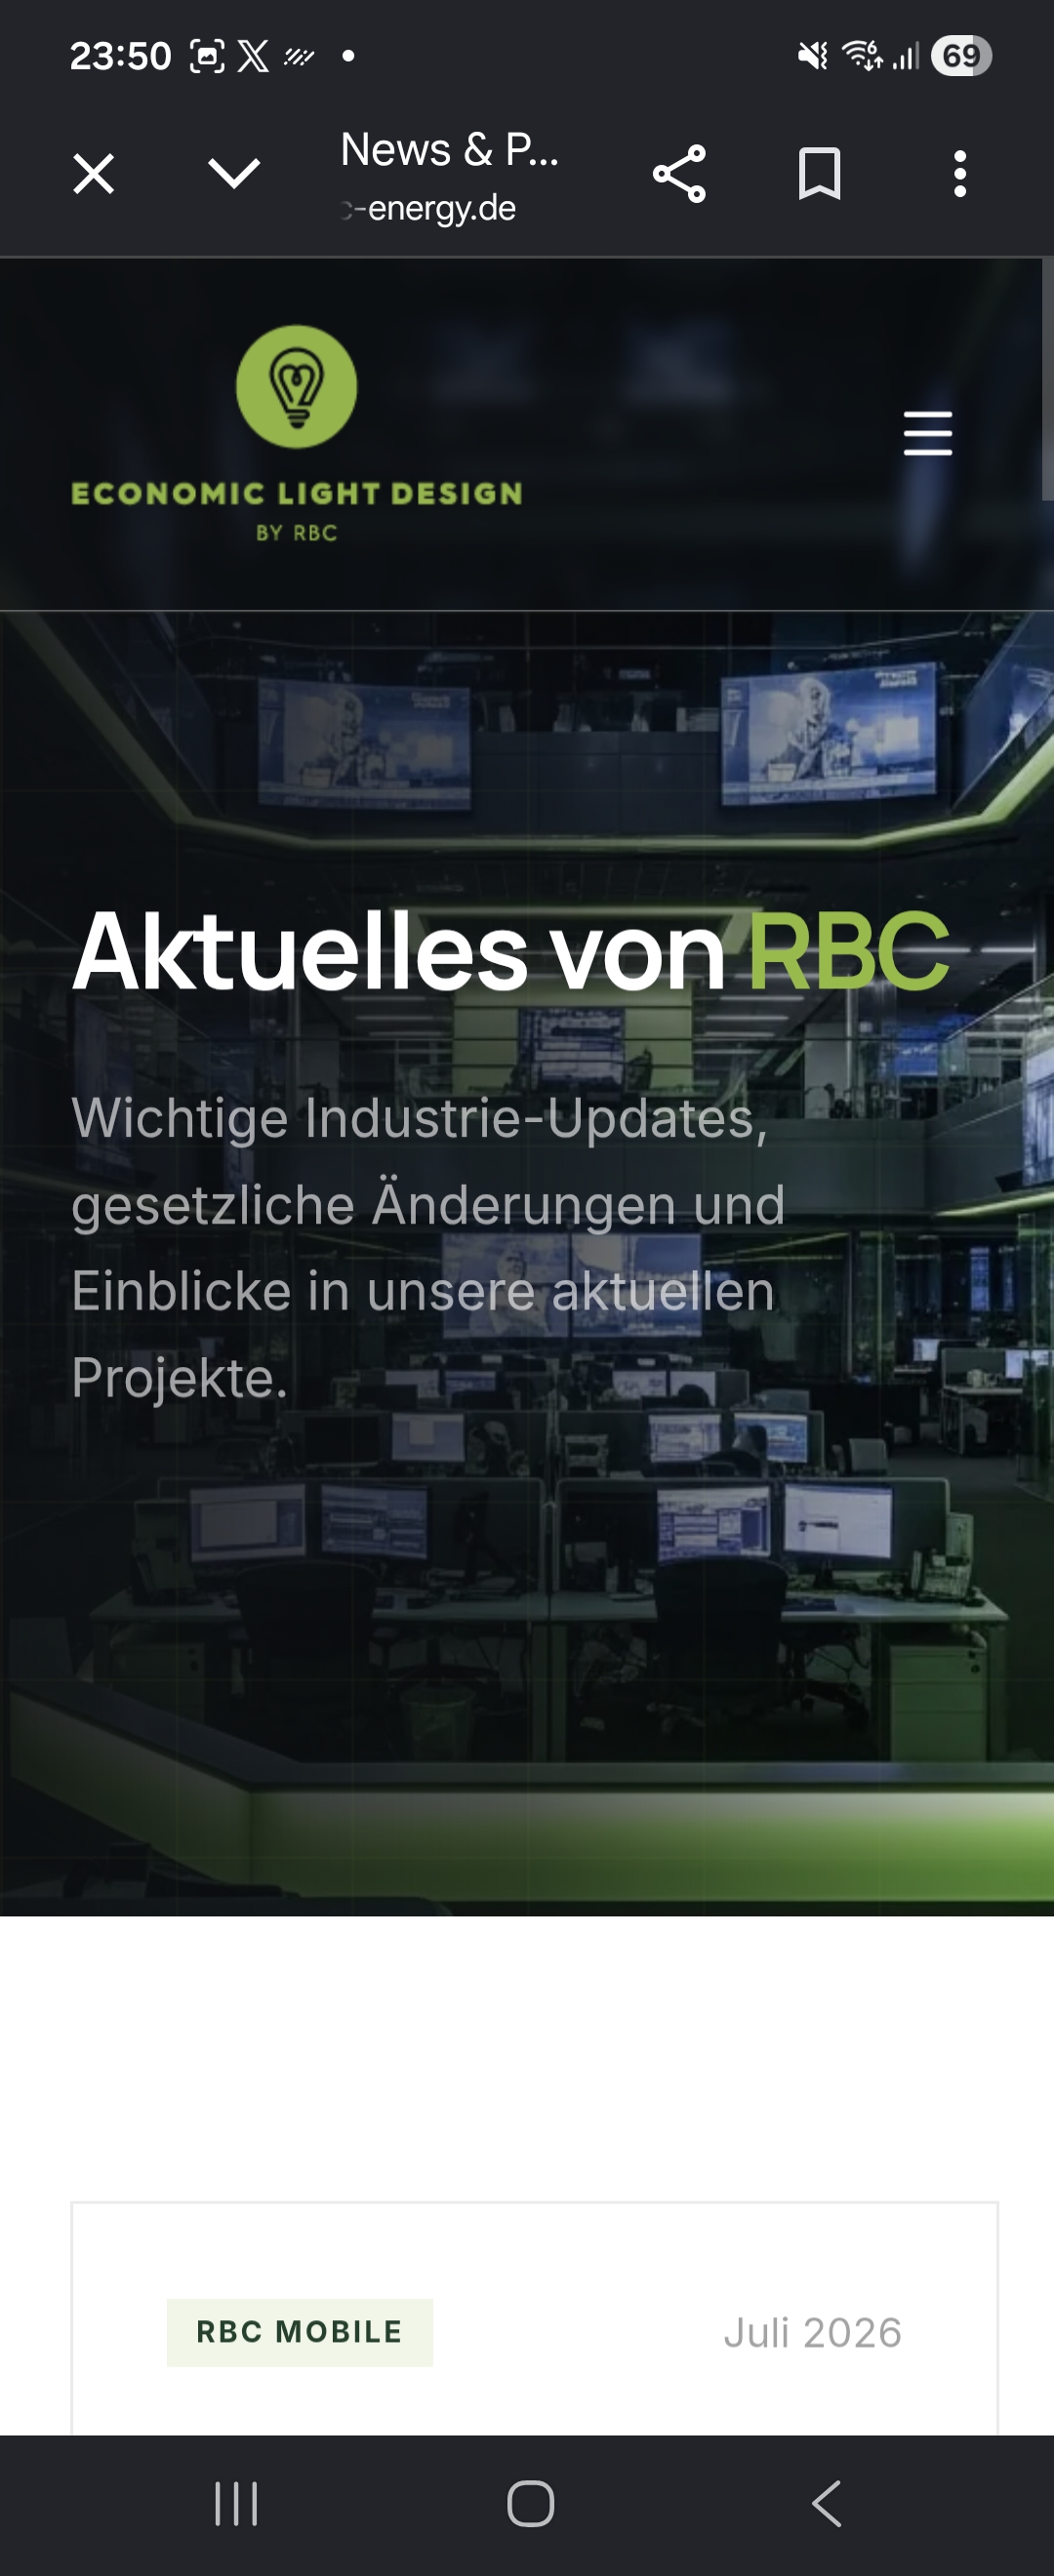 23:50
69
News & P...
c-energy.de
ECONOMIC LIGHT DESIGN
BY RBC
Aktuelles von RBC
Wichtige Industrie-Updates,
gesetzliche Änderungen und
Einblicke in unsere aktuellen
Projekte.
RBC MOBILE
Juli 2026